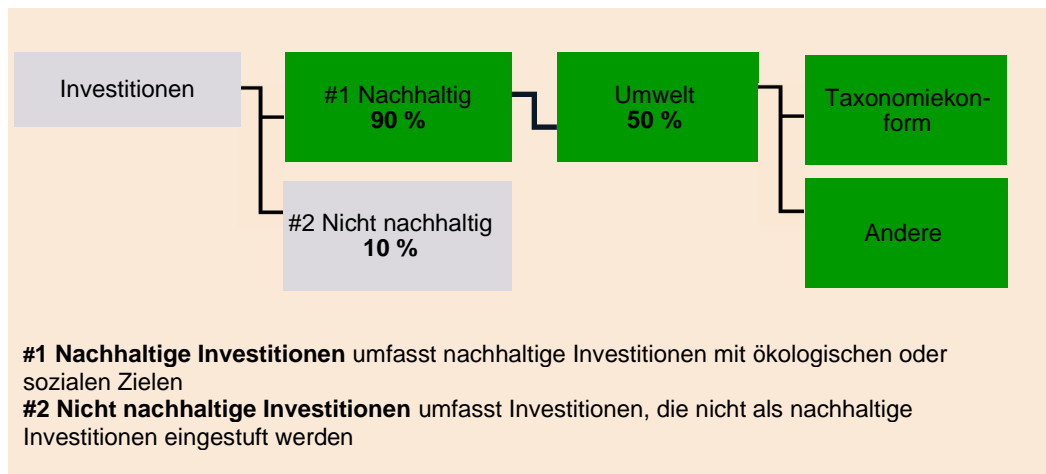 Investitionen
#1 Nachhaltig
90 %
Umwelt
50 %
Taxonomiekon-
form
#2 Nicht nachhaltig
10 %
Andere
#1 Nachhaltige Investitionen umfasst nachhaltige Investitionen mit ökologischen oder
sozialen Zielen
#2 Nicht nachhaltige Investitionen umfasst Investitionen, die nicht als nachhaltige
Investitionen eingestuft werden